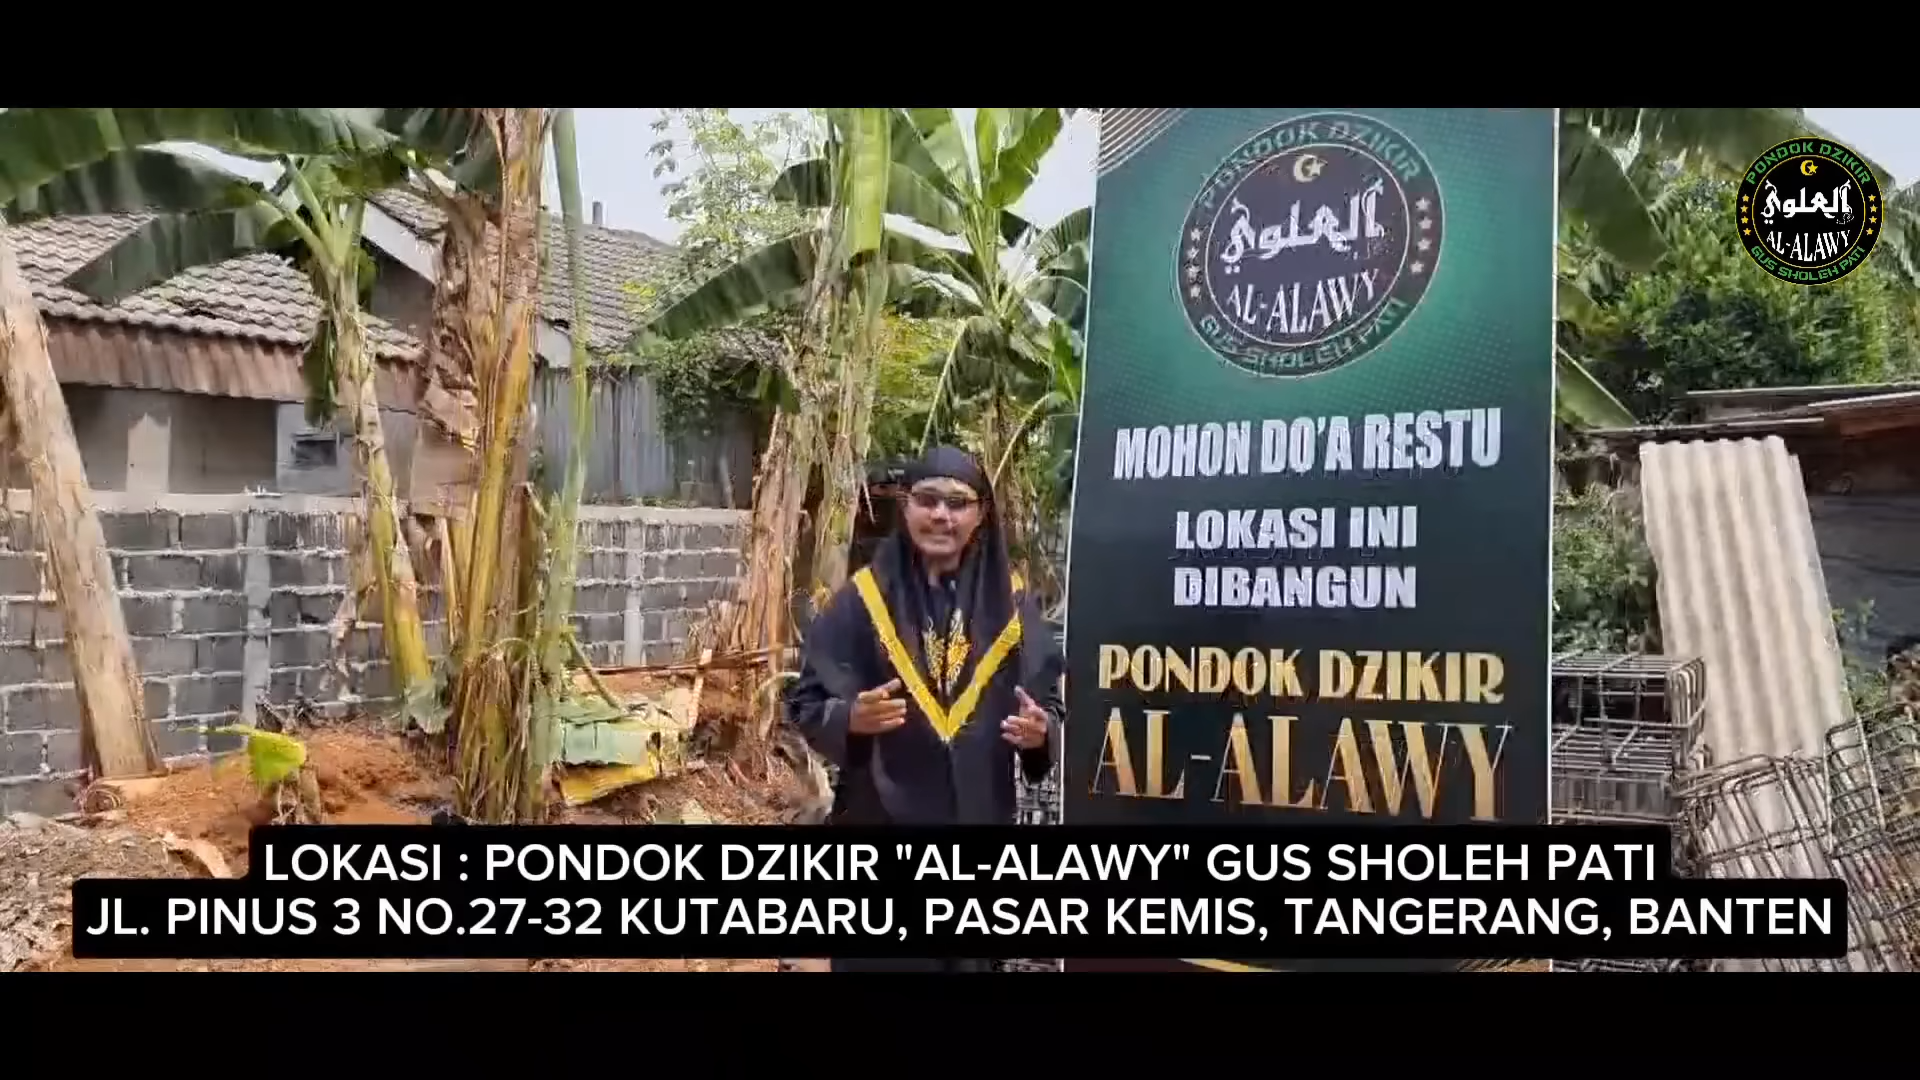 PONDOK DZIKIR
العلوي
AL-ALAWY
GUS SHOLEH PATI
MOHON DO'A RESTU
LOKASI INI
DIBANGUN
PONDOK DZIKIR
AL-ALAWY
PONDOK DZIKIR
العلوي
AL-ALAWY
GUS SHOLEH PATI
LOKASI : PONDOK DZIKIR "AL-ALAWY" GUS SHOLEH PATI
JL. PINUS 3 NO.27-32 KUTABARU, PASAR KEMIS, TANGERANG, BANTEN